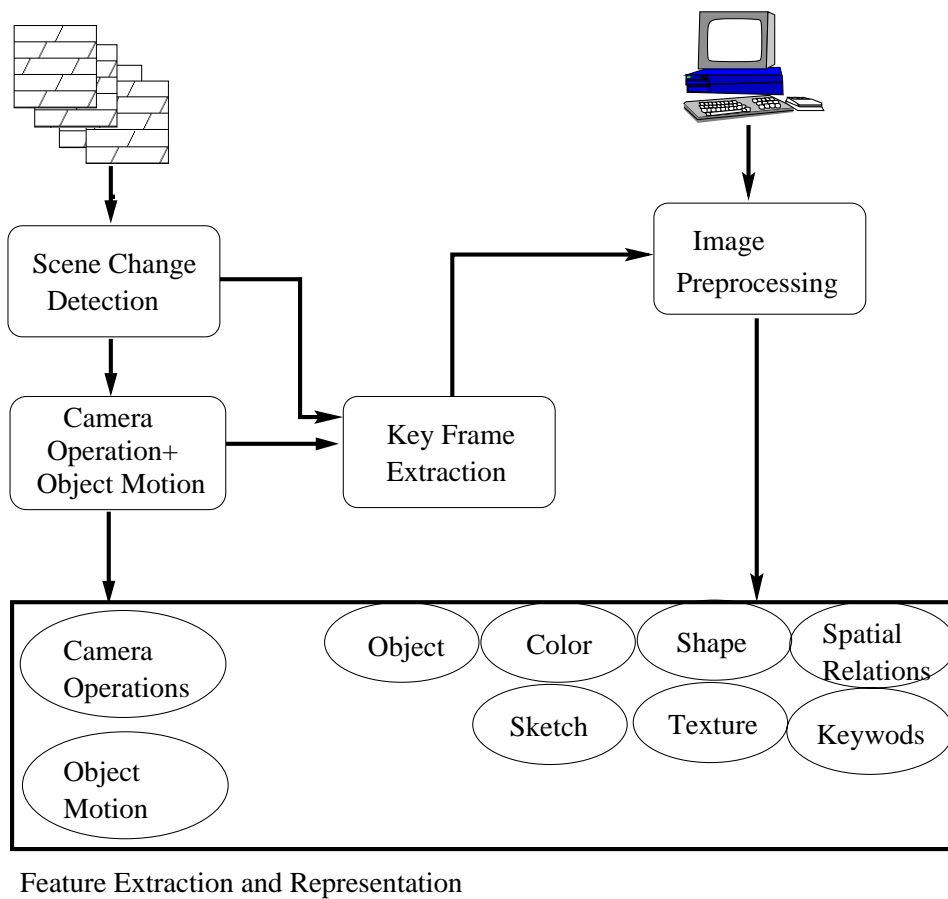 Scene Change
Detection
Image
Preprocessing
Camera
Operation+
Object Motion
Key Frame
Extraction
Camera
Operations
Object
Color
Shape
Spatial
Relations
Sketch
Texture
Keywods
Object
Motion
Feature Extraction and Representation